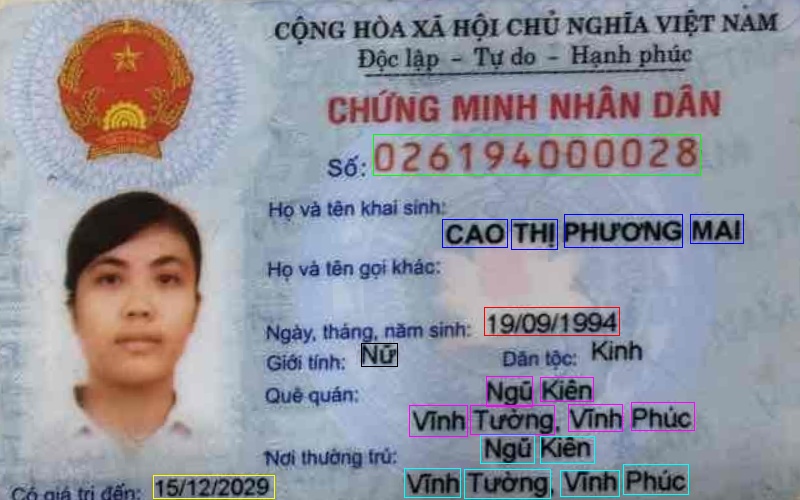 CỘNG HÒA XÃ HỘI CHỦ NGHĨA VIỆT NAM
Độc lập – Tự do – Hạnh phúc
CHỨNG MINH NHÂN DÂN
Số: 026194000028
Họ và tên khai sinh:
CAO THỊ PHƯƠNG MAI
Họ và tên gọi khác:
Ngày, tháng, năm sinh: 19/09/1994
Giới tính: Nữ Dân tộc: Kinh
Quê quán: Ngũ Kiên
Vĩnh Tường, Vĩnh Phúc
Nơi thường trú: Ngũ Kiên
Vĩnh Tường, Vĩnh Phúc
Có giá trị đến: 15/12/2029